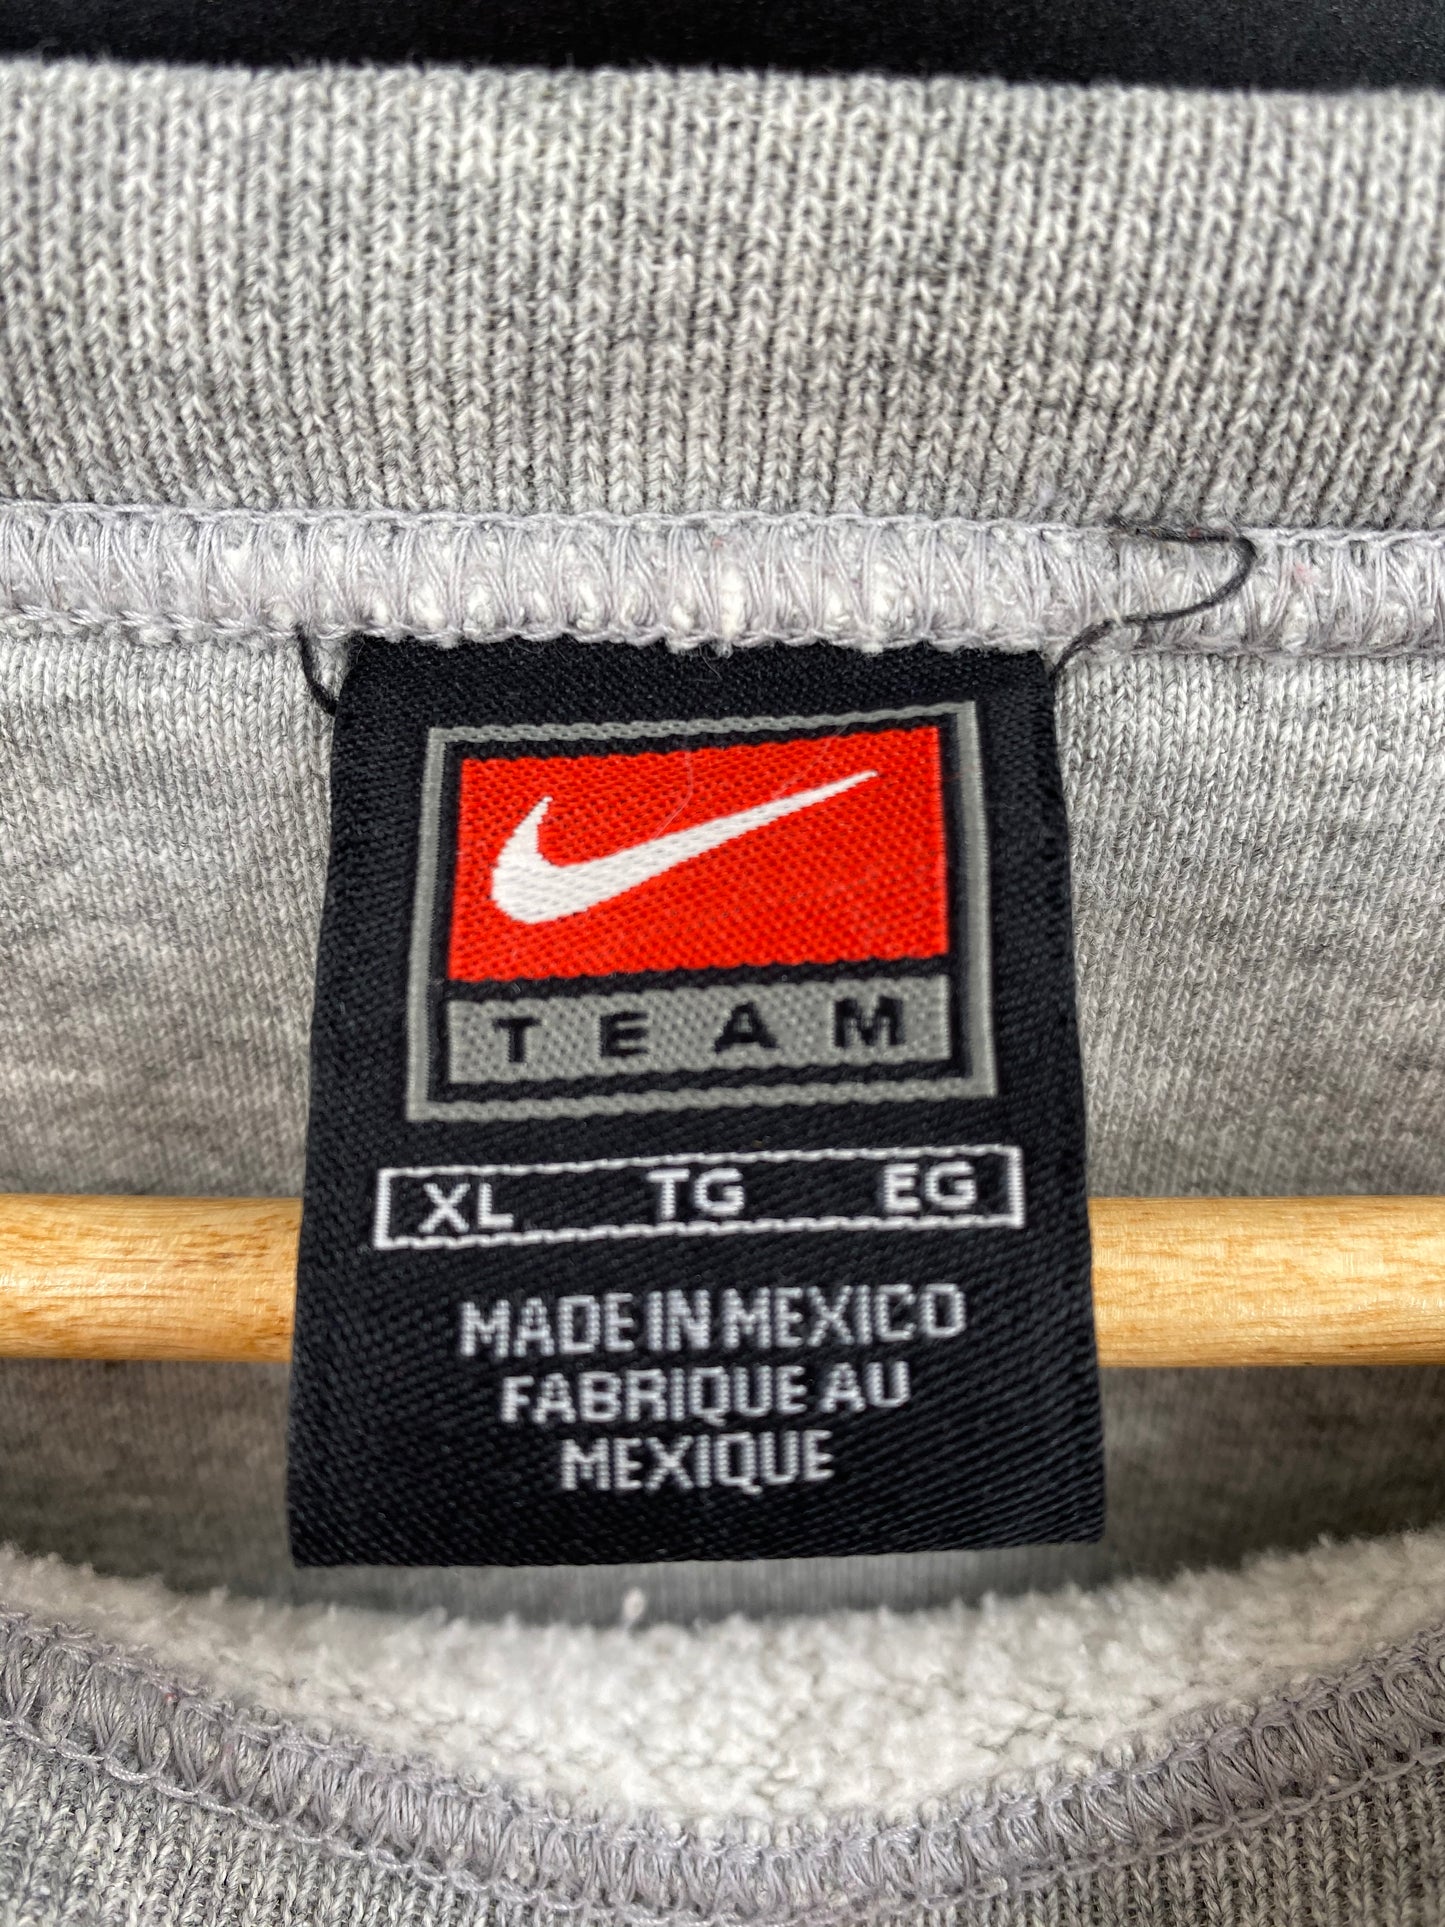 TEAM
XL TG EG
MADE IN MEXICO
FABRIQUE AU
MEXIQUE